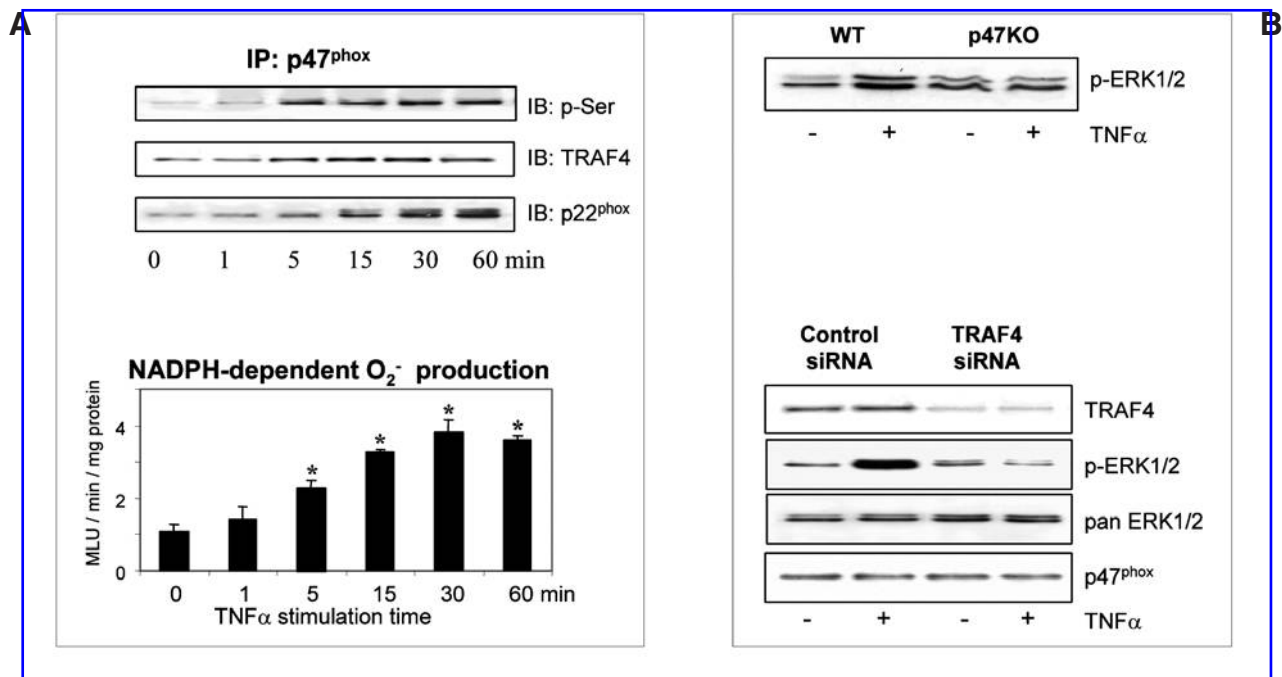 A
IP: p47phox
IB: p-Ser
IB: TRAF4
IB: p22phox
0 1 5 15 30 60 min
NADPH-dependent O2- production
MLU / min / mg protein
4
2
0
* * * *
0 1 5 15 30 60 min
TNFα stimulation time
B
WT p47KO
p-ERK1/2
- + - + TNFα
Control siRNA
TRAF4 siRNA
TRAF4
p-ERK1/2
pan ERK1/2
p47phox
- + - + TNFα